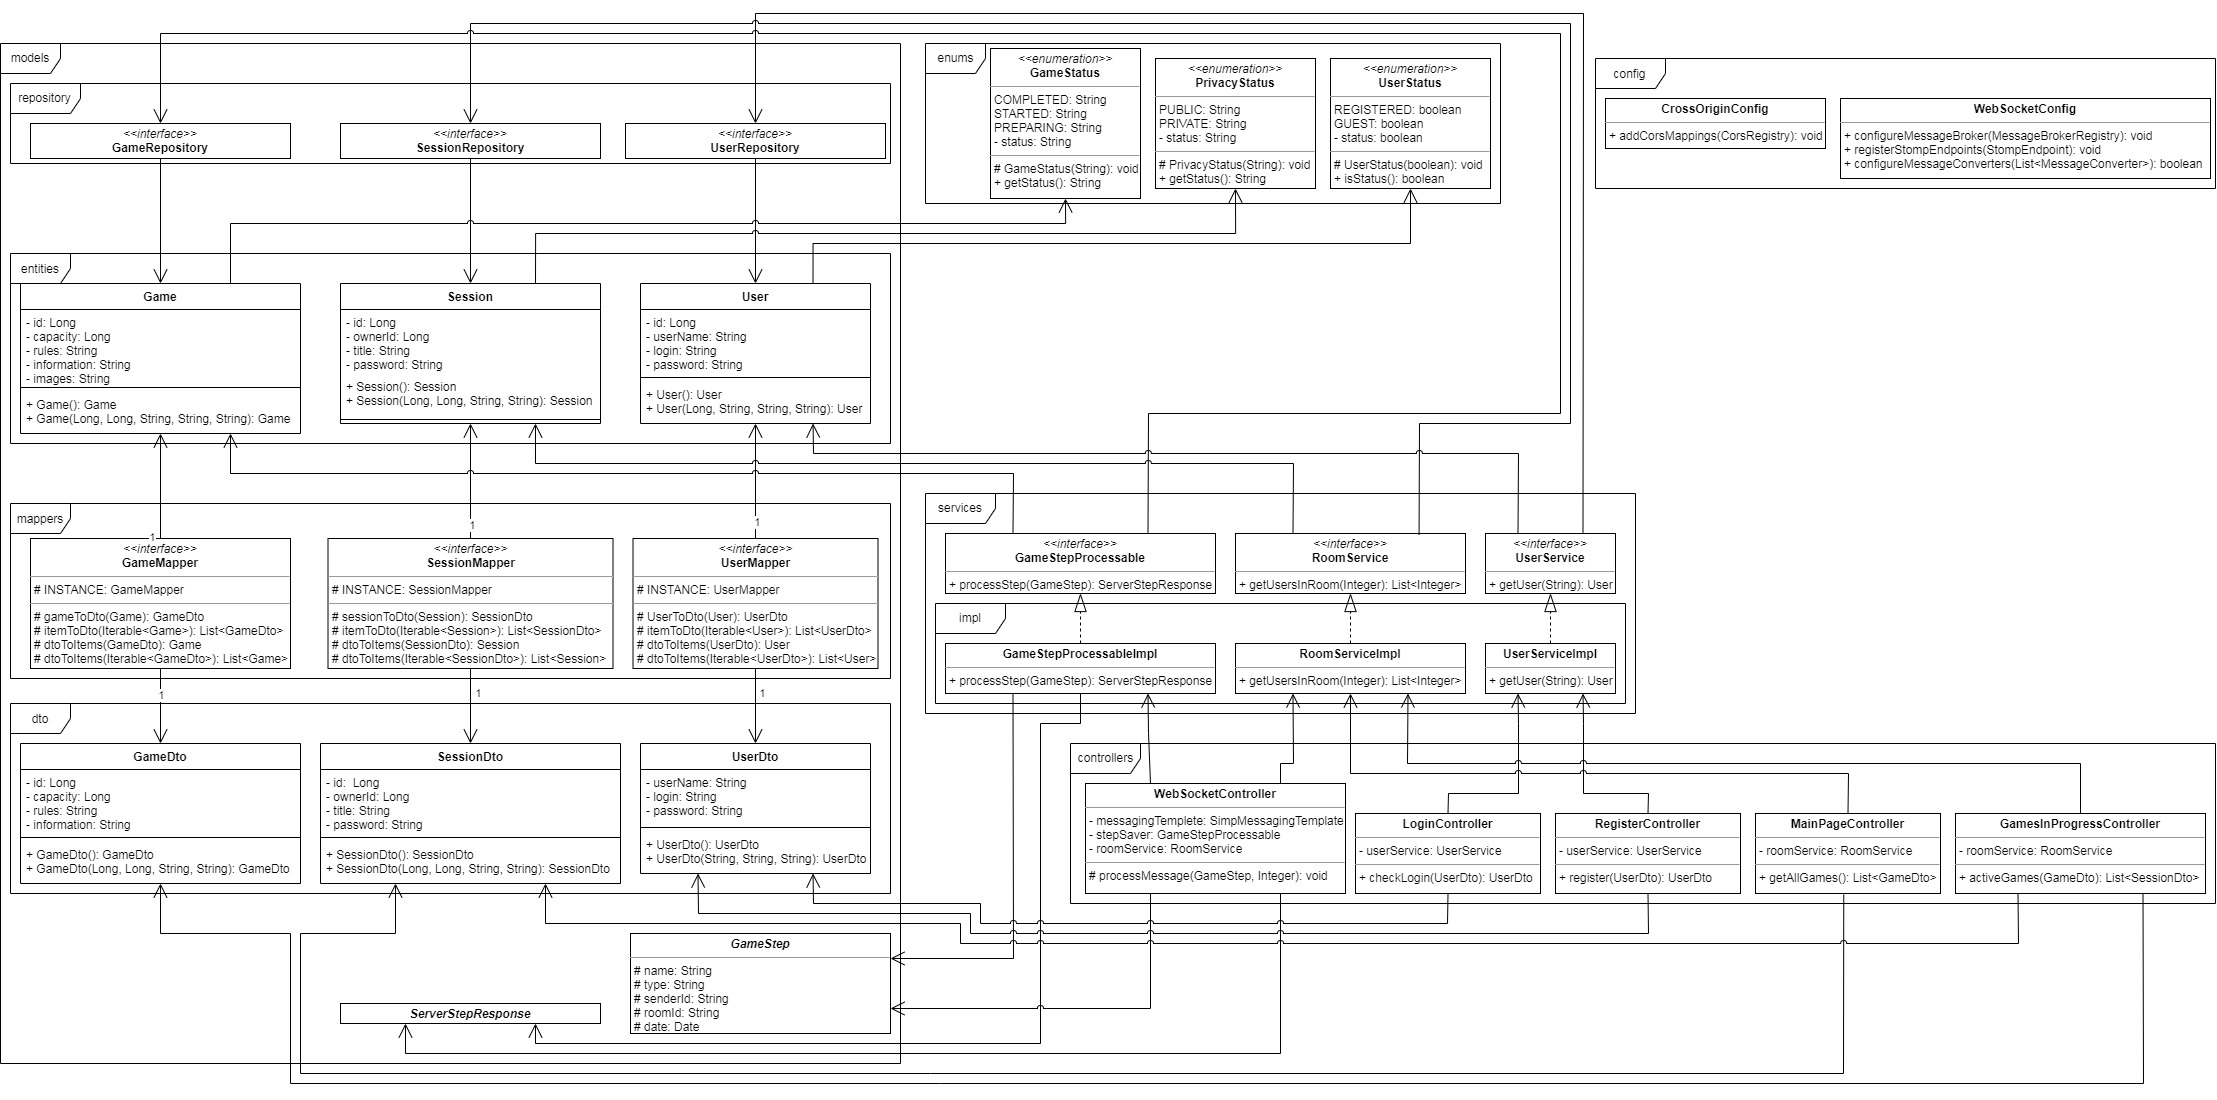 models
repository
<<interface>>
GameRepository
<<interface>>
SessionRepository
<<interface>>
UserRepository
enums
<<enumeration>>
GameStatus
COMPLETED: String
STARTED: String
PREPARING: String
- status: String
# GameStatus(String): void
+ getStatus(): String
<<enumeration>>
PrivacyStatus
PUBLIC: String
PRIVATE: String
- status: String
# PrivacyStatus(String): void
+ getStatus(): String
<<enumeration>>
UserStatus
REGISTERED: boolean
GUEST: boolean
- status: boolean
# UserStatus(boolean): void
+ isStatus(): boolean
config
CrossOriginConfig
+ addCorsMappings(CorsRegistry): void
WebSocketConfig
+ configureMessageBroker(MessageBrokerRegistry): void
+ registerStompEndpoints(StompEndpoint): void
+ configureMessageConverters(List<MessageConverter>): boolean
entities
Game
- id: Long
- capacity: Long
- rules: String
- information: String
- images: String
+ Game(): Game
+ Game(Long, Long, String, String, String): Game
Session
- id: Long
- ownerId: Long
- title: String
- password: String
+ Session(): Session
+ Session(Long, Long, String, String): Session
User
- id: Long
- userName: String
- login: String
- password: String
+ User(): User
+ User(Long, String, String, String): User
mappers
1
1
1
<<interface>>
GameMapper
# INSTANCE: GameMapper
# gameToDto(Game): GameDto
# itemToDto(Iterable<Game>): List<GameDto>
# dtoToItems(GameDto): Game
# dtoToItems(Iterable<GameDto>): List<Game>
<<interface>>
SessionMapper
# INSTANCE: SessionMapper
# sessionToDto(Session): SessionDto
# itemToDto(Iterable<Session>): List<SessionDto>
# dtoToItems(SessionDto): Session
# dtoToItems(Iterable<SessionDto>): List<Session>
<<interface>>
UserMapper
# INSTANCE: UserMapper
# UserToDto(User): UserDto
# itemToDto(Iterable<User>): List<UserDto>
# dtoToItems(UserDto): User
# dtoToItems(Iterable<UserDto>): List<User>
1
1
1
services
<<interface>>
GameStepProcessable
+ processStep(GameStep): ServerStepResponse
<<interface>>
RoomService
+ getUsersInRoom(Integer): List<Integer>
<<interface>>
UserService
+ getUser(String): User
impl
GameStepProcessableImpl
+ processStep(GameStep): ServerStepResponse
RoomServiceImpl
+ getUsersInRoom(Integer): List<Integer>
UserServiceImpl
+ getUser(String): User
dto
GameDto
- id: Long
- capacity: Long
- rules: String
- information: String
+ GameDto(): GameDto
+ GameDto(Long, Long, String, String): GameDto
SessionDto
- id:  Long
- ownerId: Long
- title: String
- password: String
+ SessionDto(): SessionDto
+ SessionDto(Long, Long, String, String): SessionDto
UserDto
- userName: String
- login: String
- password: String
+ UserDto(): UserDto
+ UserDto(String, String, String): UserDto
controllers
WebSocketController
- messagingTemplete: SimpMessagingTemplate
- stepSaver: GameStepProcessable
- roomService: RoomService
# processMessage(GameStep, Integer): void
LoginController
- userService: UserService
+ checkLogin(UserDto): UserDto
RegisterController
- userService: UserService
+ register(UserDto): UserDto
MainPageController
- roomService: RoomService
+ getAllGames(): List<GameDto>
GamesInProgressController
- roomService: RoomService
+ activeGames(GameDto): List<SessionDto>
GameStep
# name: String
# type: String
# senderId: String
# roomId: String
# date: Date
ServerStepResponse